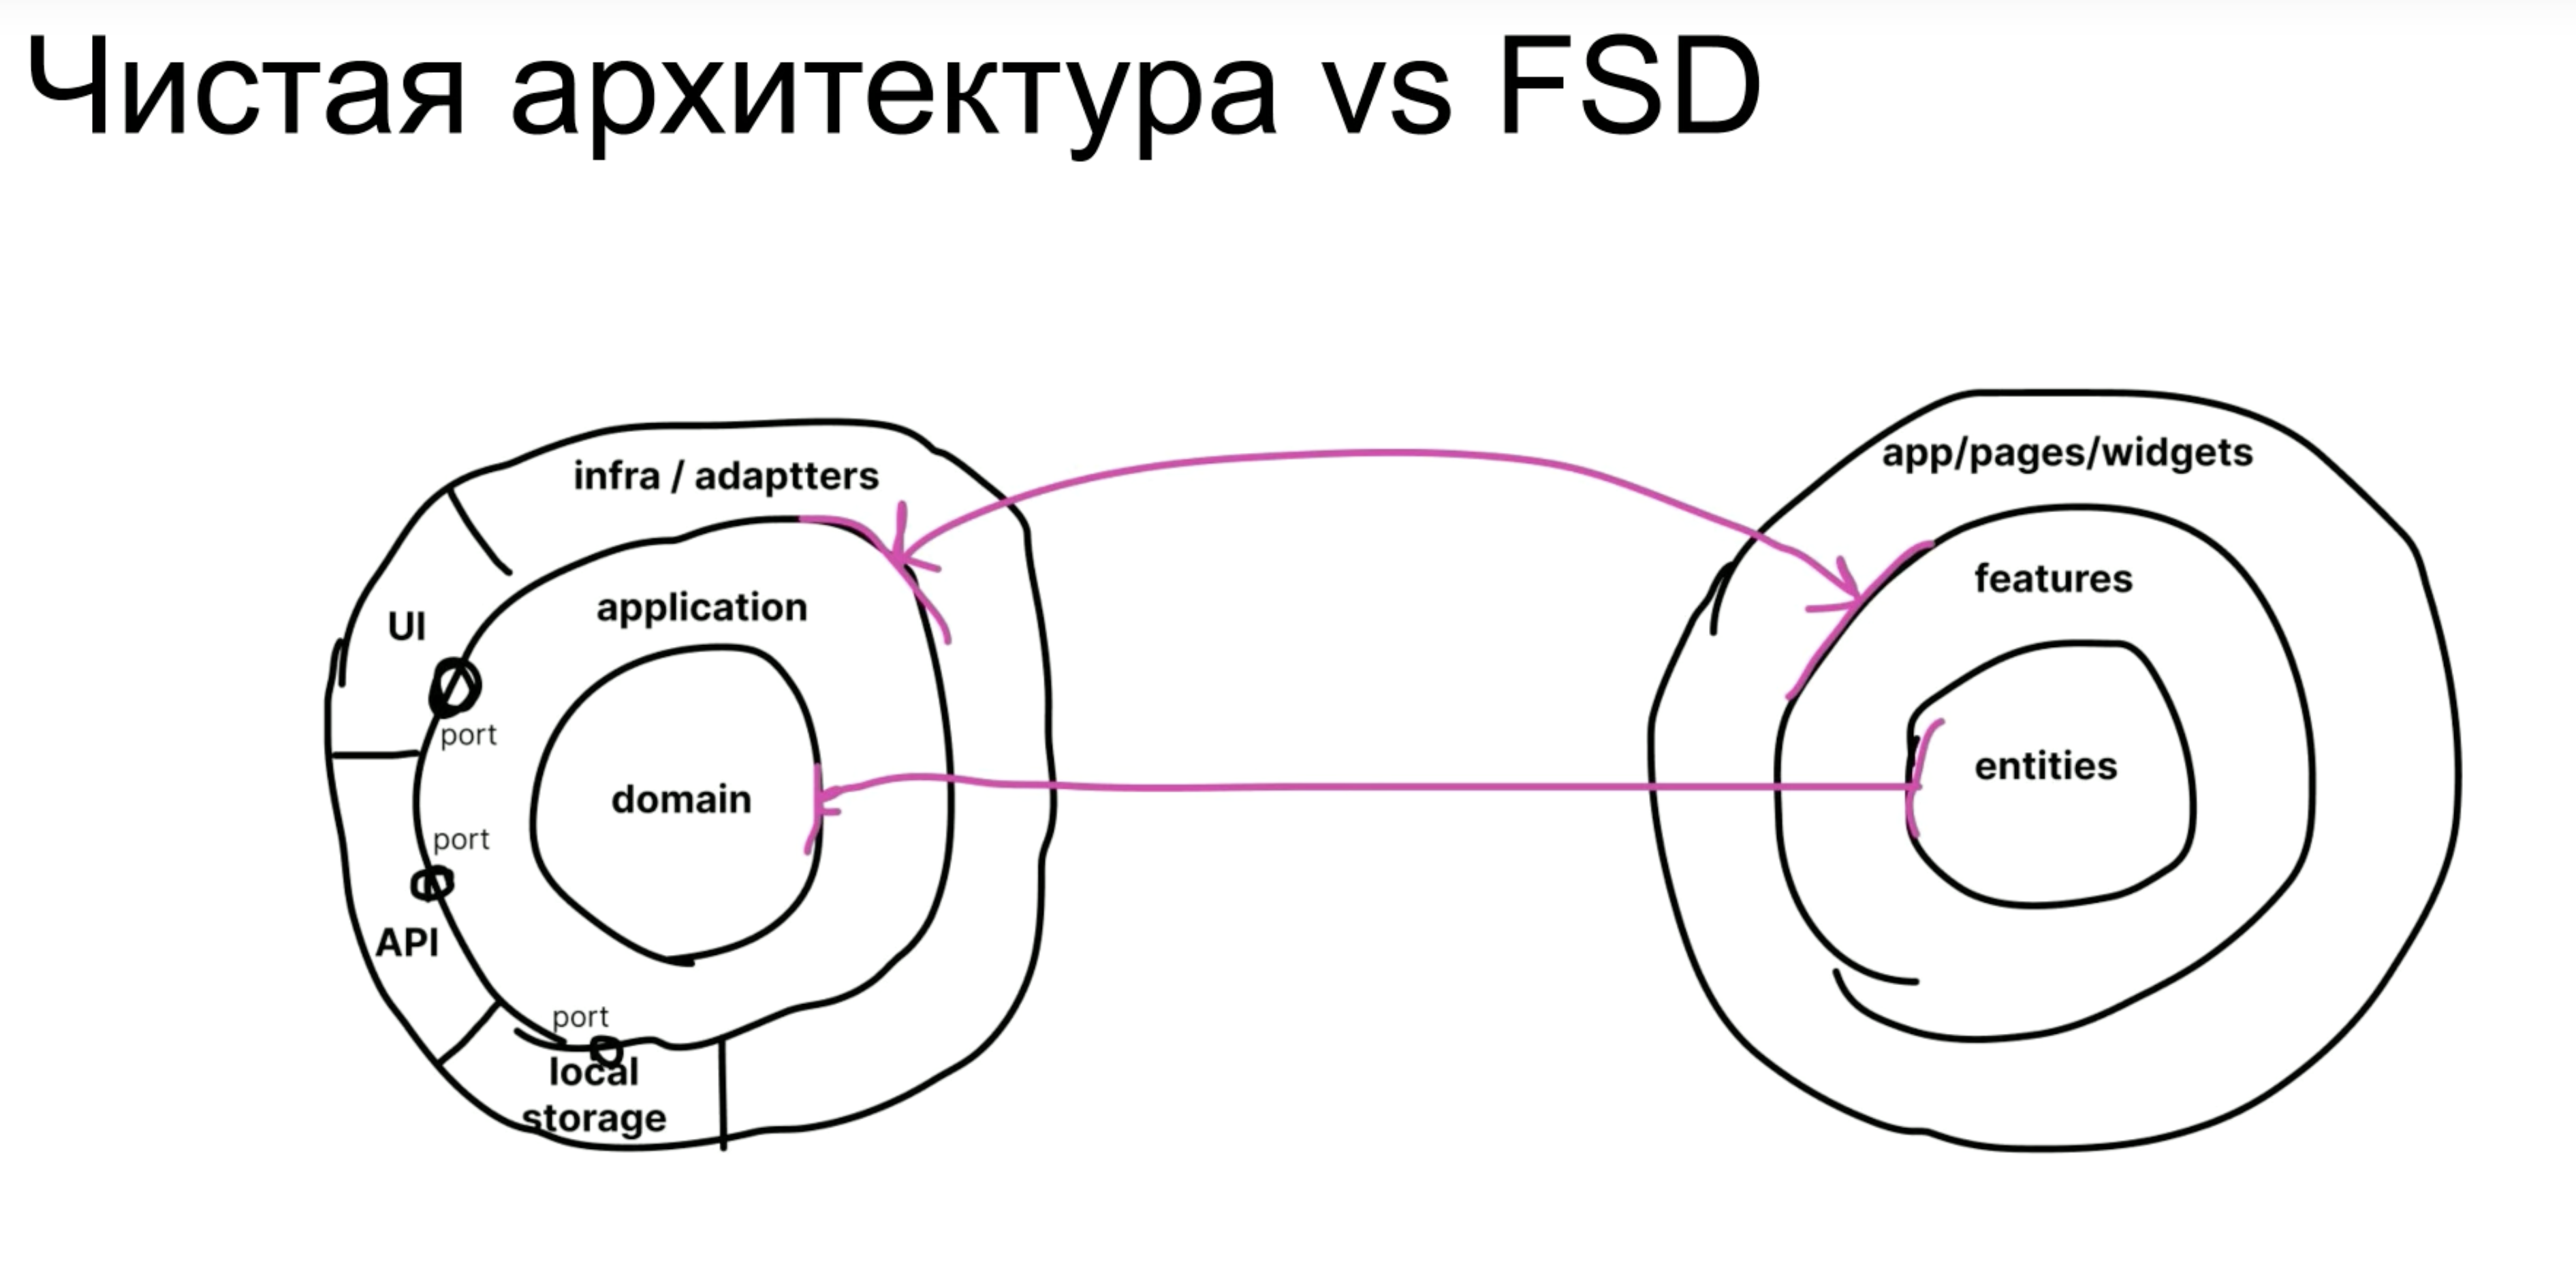 Чистая архитектура vs FSD
infra / adaptters
application
UI
port
domain
port
API
port
local
storage
app/pages/widgets
features
entities